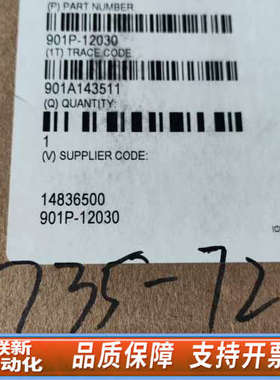 (P) PART NUMBER
901P-12030
(1T) TRACE CODE
901A143511
(Q) QUANTITY:
1
(V) SUPPLIER CODE:
14836500
901P-12030
735-72
联新
自动化
品质保障 支持开票